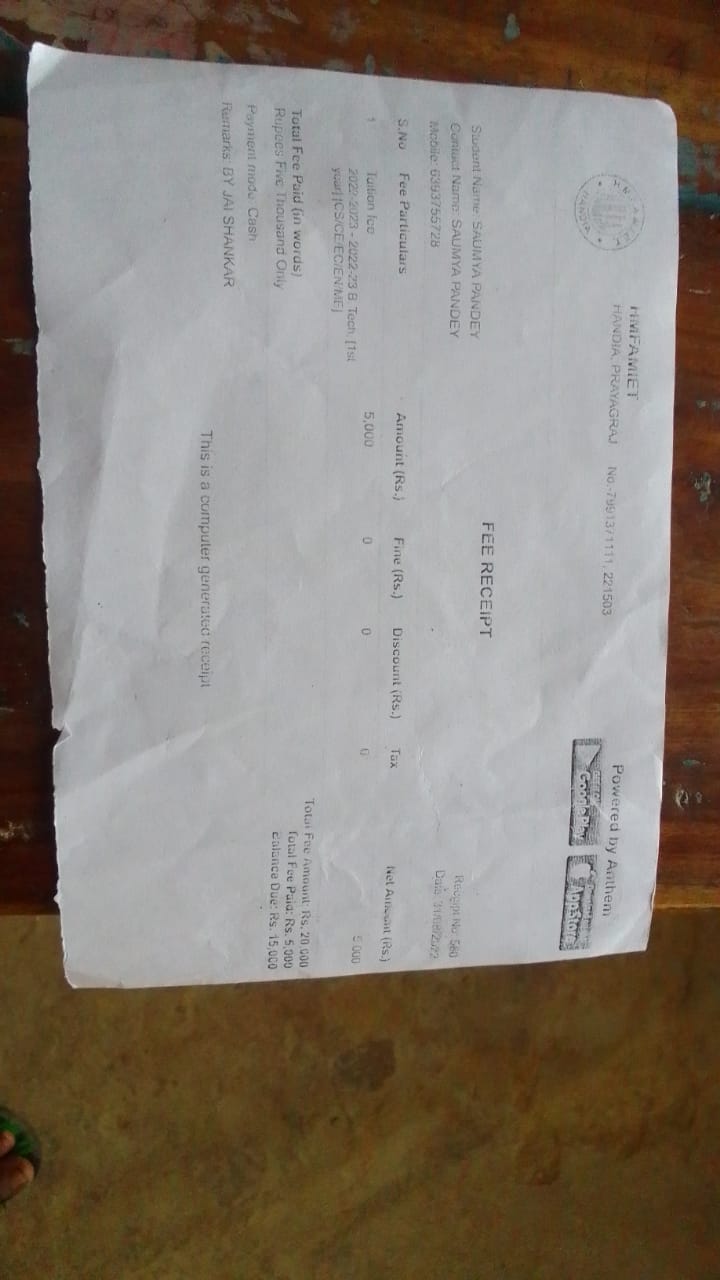 HMFAMIET
HANDIA
HMFAMIET
HANDIA, PRAYAGRAJ No.-7991371111, 221503
Powered by Anthem
GET IT ON
Google Play
Download on the
App Store
FEE RECEIPT
Student Name: SAUMYA PANDEY
Contact Name: SAUMYA PANDEY
Mobile: 6393755728
Receipt No: 580
Date: 31/08/2022
S.No Fee Particulars Amount (Rs.) Fine (Rs.) Discount (Rs.) Tax Net Amount (Rs.)
1 Tuition fee 5,000 0 0 0 5,000
2022-2023 - 2022-23 B. Tech. [1st
year] [CS/CE/EC/EN/ME]
Total Fee Amount: Rs. 20,000
Total Fee Paid: Rs. 5,000
Balance Due: Rs. 15,000
Total Fee Paid (in words)
Rupees Five Thousand Only
Payment mode: Cash
Remarks: BY JAI SHANKAR
This is a computer generated receipt